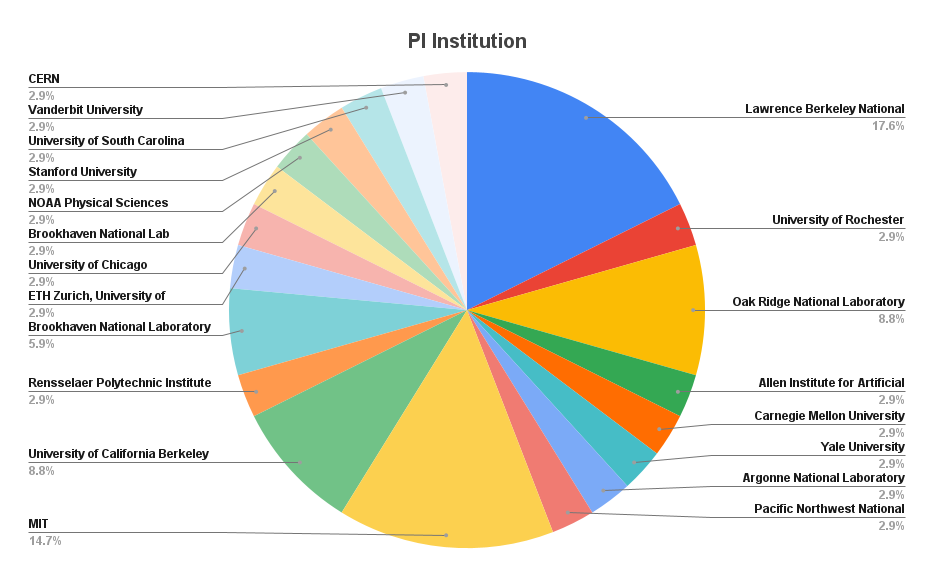 PI Institution
CERN
2.9%
Vanderbit University
2.9%
University of South Carolina
2.9%
Stanford University
2.9%
NOAA Physical Sciences
2.9%
Brookhaven National Lab
2.9%
University of Chicago
2.9%
ETH Zurich, University of
2.9%
Brookhaven National Laboratory
5.9%
Rensselaer Polytechnic Institute
2.9%
University of California Berkeley
8.8%
MIT
14.7%
Lawrence Berkeley National
17.6%
University of Rochester
2.9%
Oak Ridge National Laboratory
8.8%
Allen Institute for Artificial
2.9%
Carnegie Mellon University
2.9%
Yale University
2.9%
Argonne National Laboratory
2.9%
Pacific Northwest National
2.9%